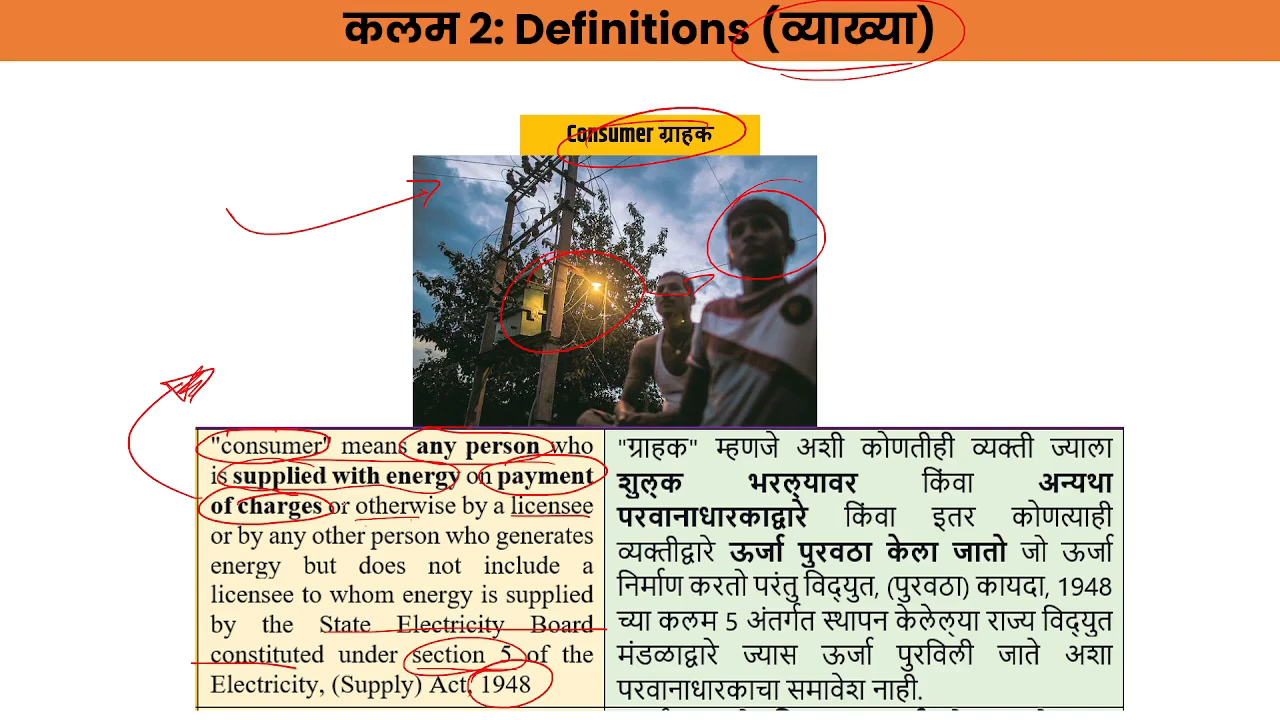 कलम 2: Definitions (व्याख्या)
Consumer ग्राहक
"consumer" means any person who
is supplied with energy on payment
of charges or otherwise by a licensee
or by any other person who generates
energy but does not include a
licensee to whom energy is supplied
by the State Electricity Board
constituted under section 5 of the
Electricity, (Supply) Act, 1948
"ग्राहक" म्हणजे अशी कोणतीही व्यक्ती ज्याला
शुल्क भरल्यावर किंवा अन्यथा
परवानाधारकाद्वारे किंवा इतर कोणत्याही
व्यक्तीद्वारे ऊर्जा पुरवठा केला जातो जो ऊर्जा
निर्माण करतो परंतु विद्युत, (पुरवठा) कायदा, 1948
च्या कलम 5 अंतर्गत स्थापन केलेल्या राज्य विद्युत
मंडळाद्वारे ज्यास ऊर्जा पुरविली जाते अशा
परवानाधारकाचा समावेश नाही.